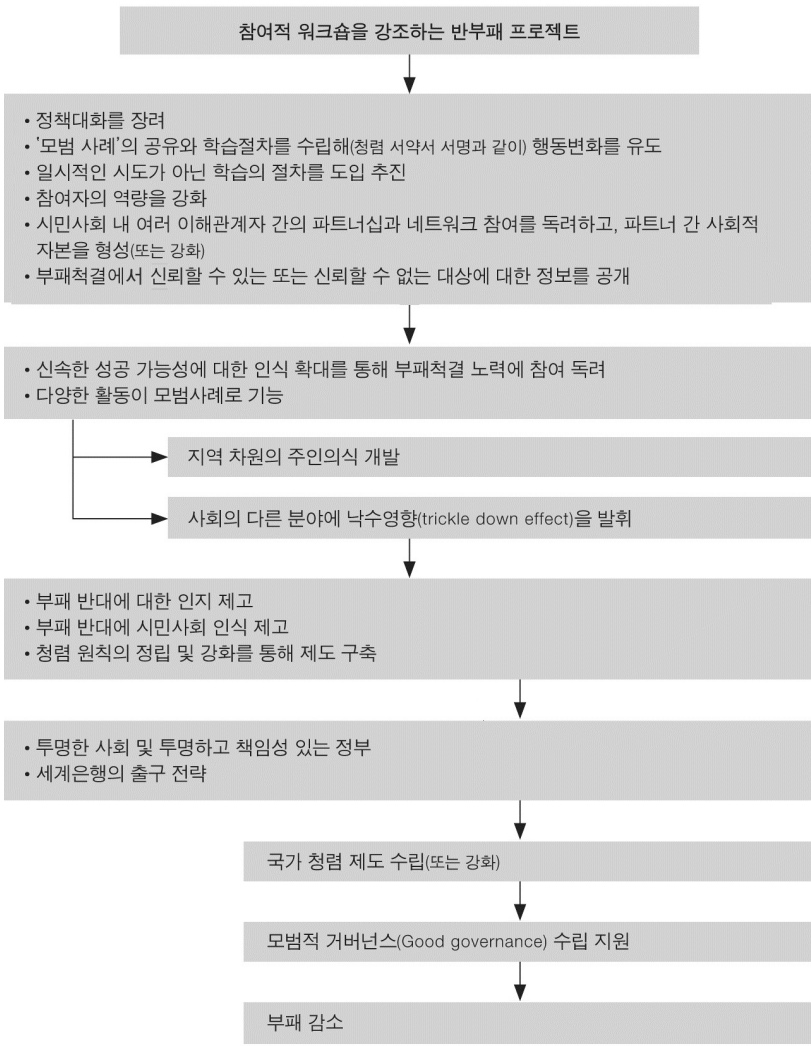 참여적 워크숍을 강조하는 반부패 프로젝트
• 정책대화를 장려
• '모범 사례'의 공유와 학습절차를 수립해(청렴 서약서 서명과 같이) 행동변화를 유도
• 일시적인 시도가 아닌 학습의 절차를 도입 추진
• 참여자의 역량을 강화
• 시민사회 내 여러 이해관계자 간의 파트너십과 네트워크 참여를 독려하고, 파트너 간 사회적
자본을 형성(또는 강화)
• 부패척결에서 신뢰할 수 있는 또는 신뢰할 수 없는 대상에 대한 정보를 공개
• 신속한 성공 가능성에 대한 인식 확대를 통해 부패척결 노력에 참여 독려
• 다양한 활동이 모범사례로 기능
지역 차원의 주인의식 개발
사회의 다른 분야에 낙수영향(trickle down effect)을 발휘
• 부패 반대에 대한 인지 제고
• 부패 반대에 시민사회 인식 제고
• 청렴 원칙의 정립 및 강화를 통해 제도 구축
• 투명한 사회 및 투명하고 책임성 있는 정부
• 세계은행의 출구 전략
국가 청렴 제도 수립(또는 강화)
모범적 거버넌스(Good governance) 수립 지원
부패 감소